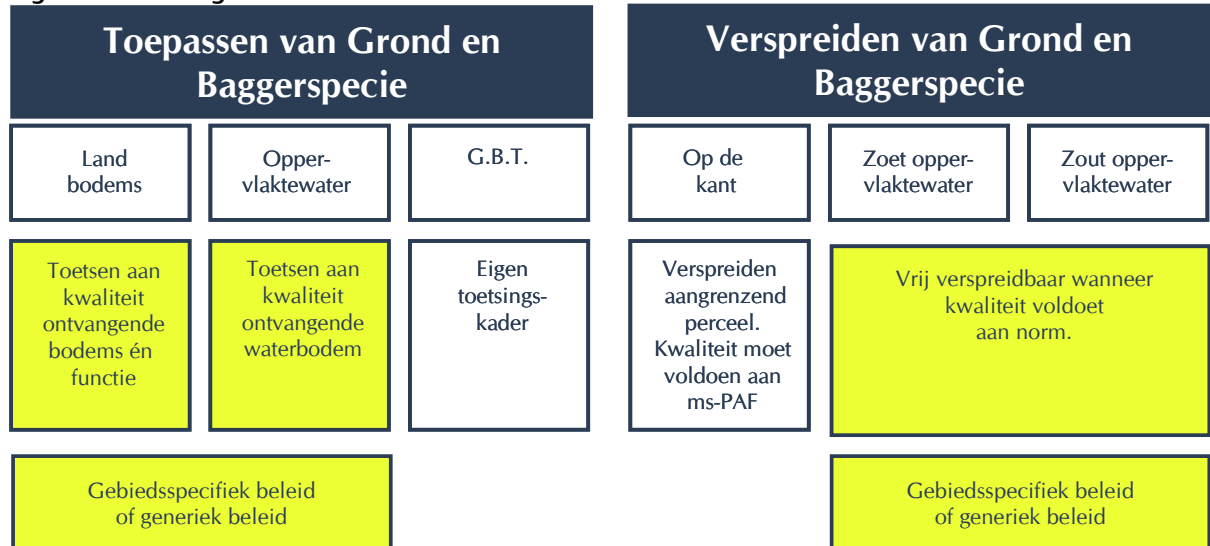 Toepassen van Grond en
Baggerspecie
Verspreiden van Grond en
Baggerspecie
Land
bodems
Opper-
vlaktewater
G.B.T.
Op de
kant
Zoet opper-
vlaktewater
Zout opper-
vlaktewater
Toetsen aan
kwaliteit
ontvangende
bodems én
functie
Toetsen aan
kwaliteit
ontvangende
waterbodem
Eigen
toetsings-
kader
Verspreiden
aangrenzend
perceel.
Kwaliteit moet
voldoen aan
ms-PAF
Vrij verspreidbaar wanneer
kwaliteit voldoet
aan norm.
Gebiedsspecifiek beleid
of generiek beleid
Gebiedsspecifiek beleid
of generiek beleid